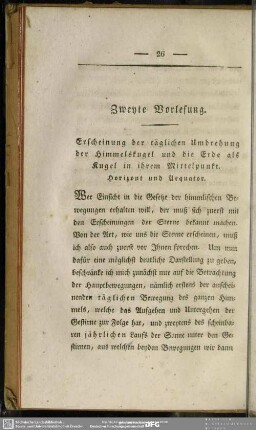 — 26 —
Zweyte Vorlesung.
Erscheinung der täglichen Umdrehung
der Himmelskugel und die Erde als
Kugel in ihrem Mittelpunkt.
Horizont und Aequator.
Wer Einsicht in die Gesetze der himmlischen Be-
wegungen erhalten will, der muß sich zuerst mit
den Erscheinungen der Sterne bekannt machen.
Von der Art, wie uns die Sterne erscheinen, muß
ich also auch zuerst vor Ihnen sprechen. Um nun
dafür eine möglichst deutliche Darstellung zu geben,
beschränke ich mich zunächst nur auf die Betrachtung
der Hauptbewegungen, nämlich erstens der anschei-
nenden täglichen Bewegung des ganzen Him-
mels, welche das Aufgehen und Untergehen der
Gestirne zur Folge hat, und zweytens des scheinba-
ren jährlichen Laufs der Sonne unter den Ge-
stirnen, aus welchen beyden Bewegungen wir dann
DFG